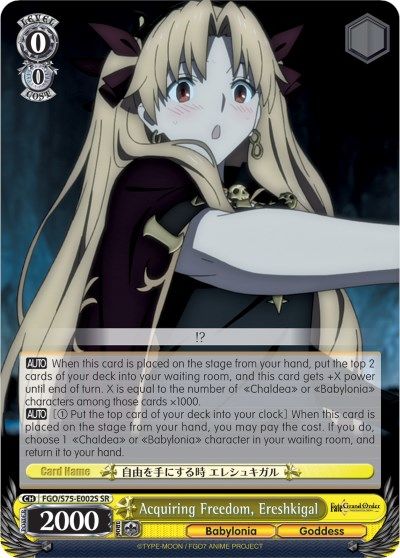 LEVEL
0
0
COST
!?
AUTO When this card is placed on the stage from your hand, put the top 2
cards of your deck into your waiting room, and this card gets +X power
until end of turn. X is equal to the number of «Chaldea» or «Babylonia»
characters among those cards ×1000.
AUTO [① Put the top card of your deck into your clock] When this card is
placed on the stage from your hand, you may pay the cost. If you do,
choose 1 «Chaldea» or «Babylonia» character in your waiting room, and
return it to your hand.
Card Name 自由を手にする時 エレシュキガル
CH FGO/S75-E002S SR
POWER 2000
SOUL
Acquiring Freedom, Ereshkigal
Fate Grand Order
Babylonia Goddess
©TYPE-MOON / FGO7 ANIME PROJECT